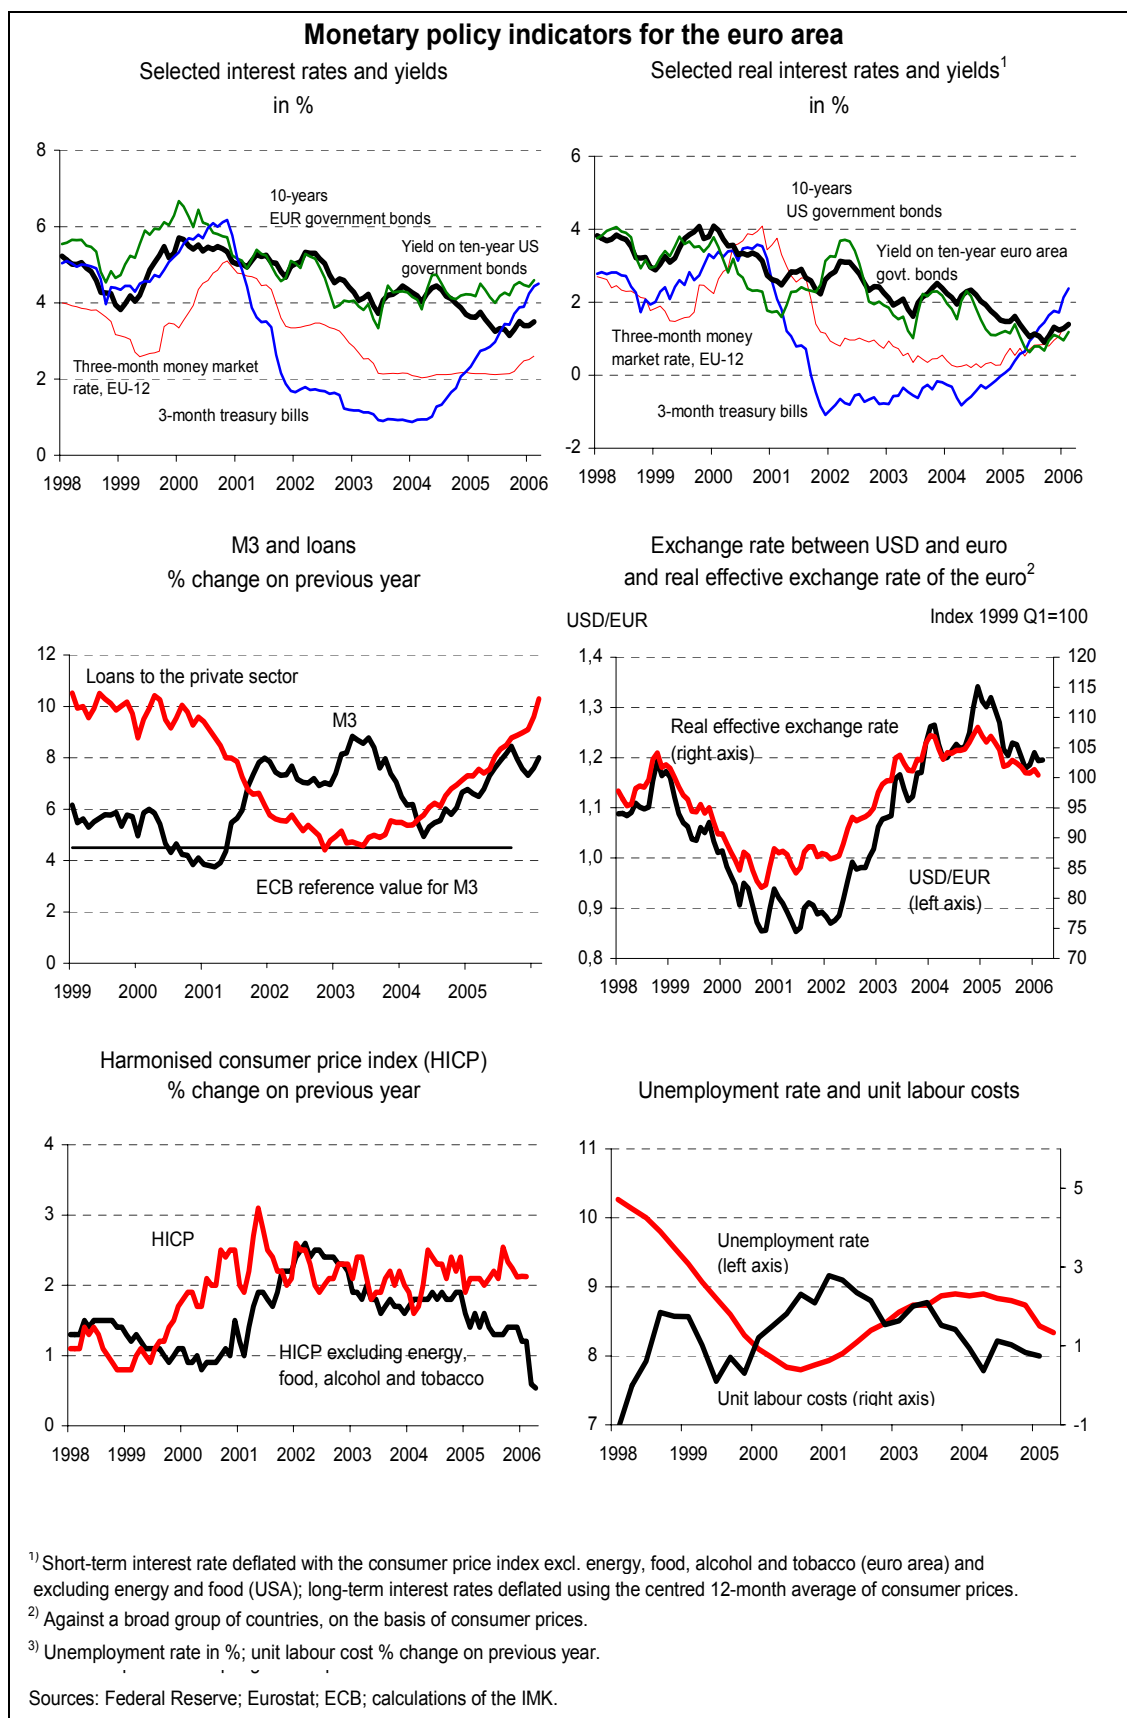 Monetary policy indicators for the euro area
Selected interest rates and yields
in %
8
6
4
2
0
10-years
EUR government bonds
Yield on ten-year US
government bonds
Three-month money market
rate, EU-12
3-month treasury bills
1998 1999 2000 2001 2002 2003 2004 2005 2006
Selected real interest rates and yields1
in %
6
4
2
0
-2
10-years
US government bonds
Yield on ten-year euro area
govt. bonds
Three-month money
market rate, EU-12
3-month treasury bills
1998 1999 2000 2001 2002 2003 2004 2005 2006
M3 and loans
% change on previous year
12
10
8
6
4
2
0
Loans to the private sector
M3
ECB reference value for M3
1999 2000 2001 2002 2003 2004 2005
Exchange rate between USD and euro
and real effective exchange rate of the euro2
USD/EUR
Index 1999 Q1=100
1,4
1,3
1,2
1,1
1,0
0,9
0,8
Real effective exchange rate
(right axis)
USD/EUR
(left axis)
120
115
110
105
100
95
90
85
80
75
70
1998 1999 2000 2001 2002 2003 2004 2005 2006
Harmonised consumer price index (HICP)
% change on previous year
4
3
2
1
0
HICP
HICP excluding energy,
food, alcohol and tobacco
1998 1999 2000 2001 2002 2003 2004 2005 2006
Unemployment rate and unit labour costs
11
10
9
8
7
Unemployment rate
(left axis)
Unit labour costs (right axis)
5
3
1
-1
1998 1999 2000 2001 2003 2004 2005
1) Short-term interest rate deflated with the consumer price index excl. energy, food, alcohol and tobacco (euro area) and
excluding energy and food (USA); long-term interest rates deflated using the centred 12-month average of consumer prices.
2) Against a broad group of countries, on the basis of consumer prices.
3) Unemployment rate in %; unit labour cost % change on previous year.
Sources: Federal Reserve; Eurostat; ECB; calculations of the IMK.